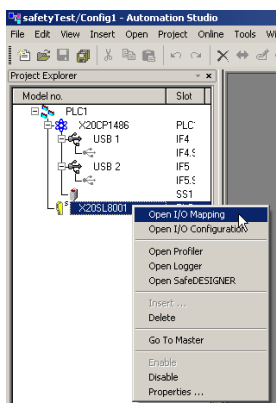 safetyTest/Config1 - Automation Studio
File Edit View Insert Open Project Online Tools
Project Explorer
Model no. Slot
PLC1
X20CP1486 PLC
USB 1 IF4
IF4.S
USB 2 IF5
IF5.S
SS1
X20SL8001
Open I/O Mapping
Open I/O Configuration
Open Profiler
Open Logger
Open SafeDESIGNER
Insert ...
Delete
Go To Master
Enable
Disable
Properties ...